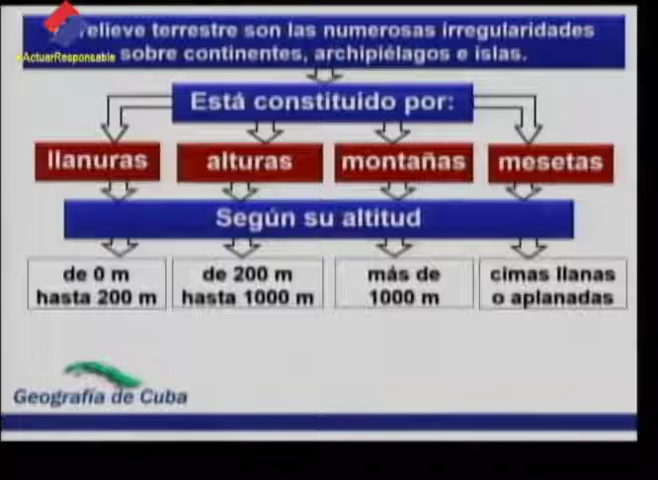 relieve terrestre son las numerosas irregularidades
sobre continentes, archipiélagos e islas.
#ActuarResponsable
Está constituido por:
llanuras alturas montañas mesetas
Según su altitud
de 0 m
hasta 200 m
de 200 m
hasta 1000 m
más de
1000 m
cimas llanas
o aplanadas
Geografía de Cuba